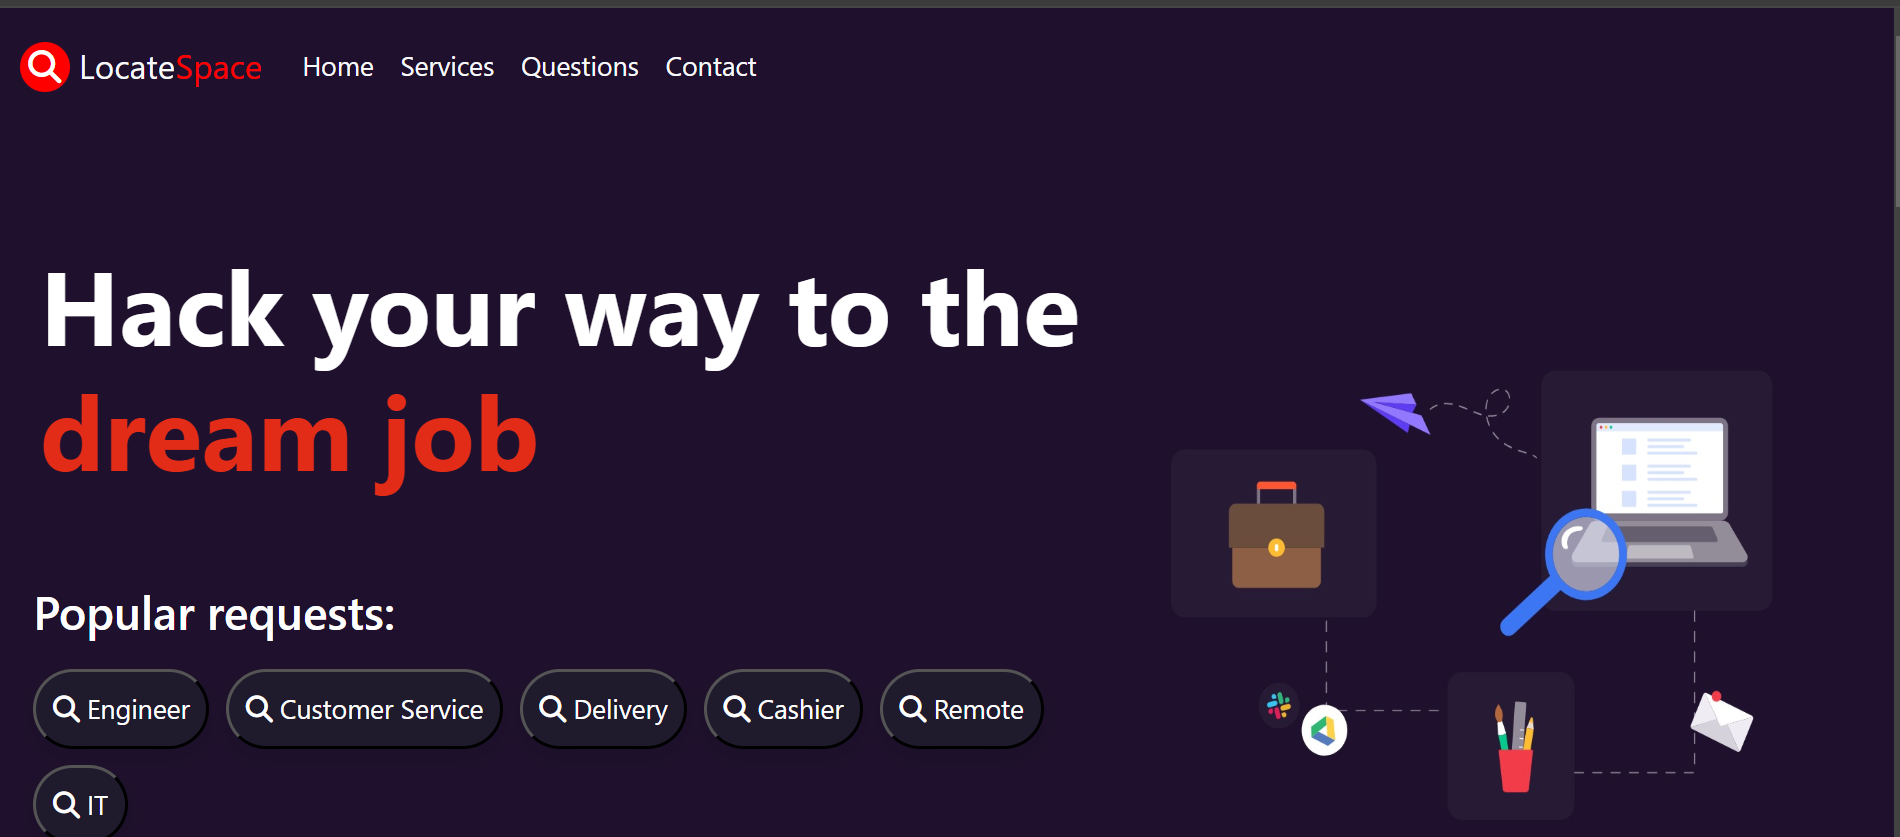 LocateSpace Home Services Questions Contact
Hack your way to the
dream job
Popular requests:
Engineer Customer Service Delivery Cashier Remote
IT